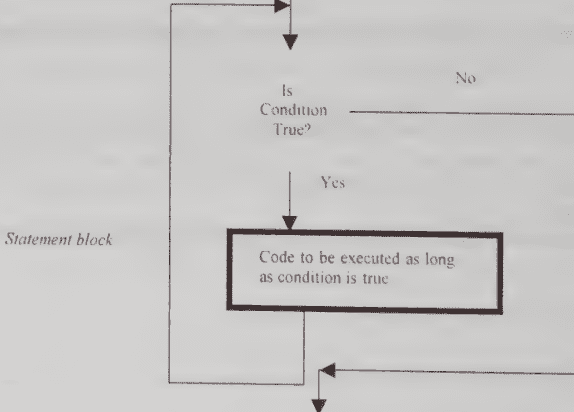 No
Is
Condition
True?
Yes
Statement block
Code to be executed as long
as condition is true